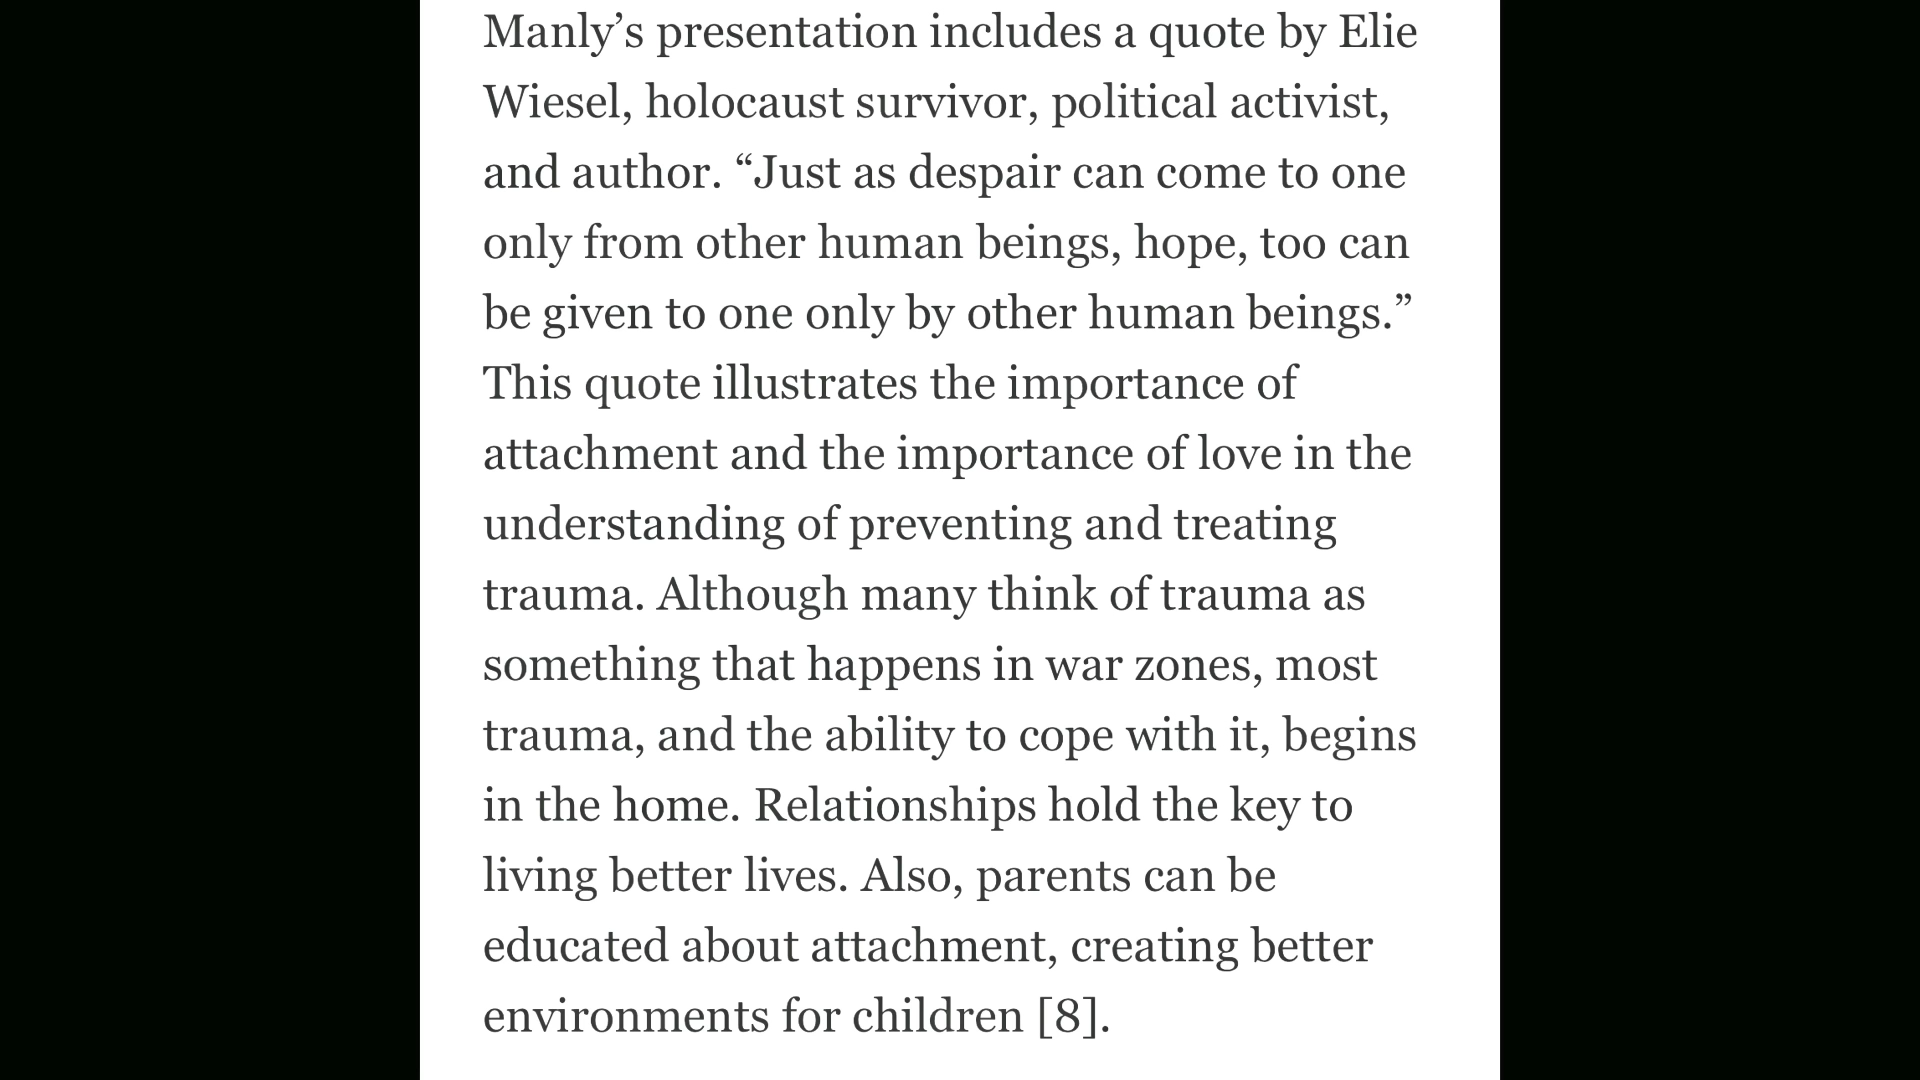 Manly’s presentation includes a quote by Elie
Wiesel, holocaust survivor, political activist,
and author. “Just as despair can come to one
only from other human beings, hope, too can
be given to one only by other human beings.”
This quote illustrates the importance of
attachment and the importance of love in the
understanding of preventing and treating
trauma. Although many think of trauma as
something that happens in war zones, most
trauma, and the ability to cope with it, begins
in the home. Relationships hold the key to
living better lives. Also, parents can be
educated about attachment, creating better
environments for children [8].